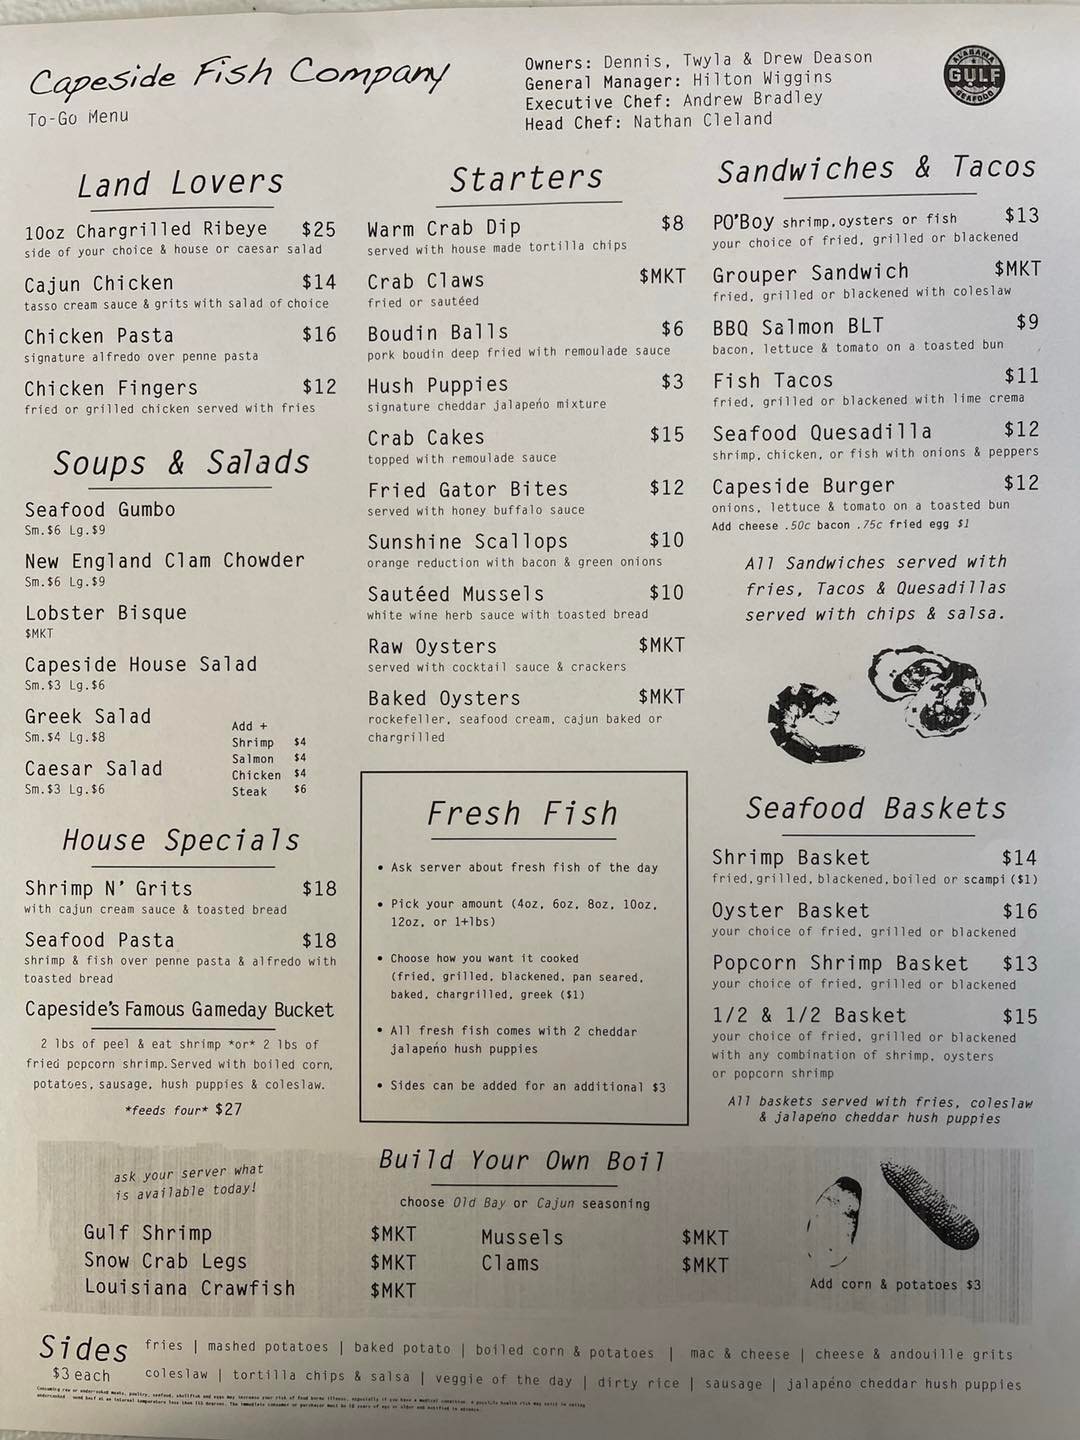 Capeside Fish Company
To-Go Menu
Owners: Dennis, Twyla & Drew Deason
General Manager: Hilton Wiggins
Executive Chef: Andrew Bradley
Head Chef: Nathan Cleland
ALABAMA
GULF
SEAFOOD
Land Lovers
10oz Chargrilled Ribeye $25
side of your choice & house or caesar salad
Cajun Chicken $14
tasso cream sauce & grits with salad of choice
Chicken Pasta $16
signature alfredo over penne pasta
Chicken Fingers $12
fried or grilled chicken served with fries
Soups & Salads
Seafood Gumbo
Sm.$6 Lg.$9
New England Clam Chowder
Sm.$6 Lg.$9
Lobster Bisque
$MKT
Capeside House Salad
Sm.$3 Lg.$6
Greek Salad
Sm.$4 Lg.$8
Caesar Salad
Sm.$3 Lg.$6
Add +
Shrimp $4
Salmon $4
Chicken $4
Steak $6
House Specials
Shrimp N' Grits $18
with cajun cream sauce & toasted bread
Seafood Pasta $18
shrimp & fish over penne pasta & alfredo with
toasted bread
Capeside's Famous Gameday Bucket
2 lbs of peel & eat shrimp *or* 2 lbs of
fried popcorn shrimp.Served with boiled corn,
potatoes, sausage, hush puppies & coleslaw.
*feeds four* $27
Starters
Warm Crab Dip $8
served with house made tortilla chips
Crab Claws $MKT
fried or sautéed
Boudin Balls $6
pork boudin deep fried with remoulade sauce
Hush Puppies $3
signature cheddar jalapeño mixture
Crab Cakes $15
topped with remoulade sauce
Fried Gator Bites $12
served with honey buffalo sauce
Sunshine Scallops $10
orange reduction with bacon & green onions
Sautéed Mussels $10
white wine herb sauce with toasted bread
Raw Oysters $MKT
served with cocktail sauce & crackers
Baked Oysters $MKT
rockefeller, seafood cream, cajun baked or
chargrilled
Fresh Fish
• Ask server about fresh fish of the day
• Pick your amount (4oz, 6oz, 8oz, 10oz,
12oz, or 1+lbs)
• Choose how you want it cooked
(fried, grilled, blackened, pan seared,
baked, chargrilled, greek ($1)
• All fresh fish comes with 2 cheddar
jalapeño hush puppies
• Sides can be added for an additional $3
Sandwiches & Tacos
PO'Boy shrimp,oysters or fish $13
your choice of fried, grilled or blackened
Grouper Sandwich $MKT
fried, grilled or blackened with coleslaw
BBQ Salmon BLT $9
bacon, lettuce & tomato on a toasted bun
Fish Tacos $11
fried, grilled or blackened with lime crema
Seafood Quesadilla $12
shrimp, chicken, or fish with onions & peppers
Capeside Burger $12
onions, lettuce & tomato on a toasted bun
Add cheese .50c bacon .75c fried egg $1
All Sandwiches served with
fries, Tacos & Quesadillas
served with chips & salsa.
Seafood Baskets
Shrimp Basket $14
fried,grilled,blackened,boiled or scampi ($1)
Oyster Basket $16
your choice of fried, grilled or blackened
Popcorn Shrimp Basket $13
your choice of fried, grilled or blackened
1/2 & 1/2 Basket $15
your choice of fried, grilled or blackened
with any combination of shrimp, oysters
or popcorn shrimp
All baskets served with fries, coleslaw
& jalapeño cheddar hush puppies
ask your server what
is available today!
Build Your Own Boil
choose Old Bay or Cajun seasoning
Gulf Shrimp $MKT
Snow Crab Legs $MKT
Louisiana Crawfish $MKT
Mussels $MKT
Clams $MKT
Add corn & potatoes $3
Sides
$3 each
fries | mashed potatoes | baked potato | boiled corn & potatoes | mac & cheese | cheese & andouille grits
coleslaw | tortilla chips & salsa | veggie of the day | dirty rice | sausage | jalapéno cheddar hush puppies